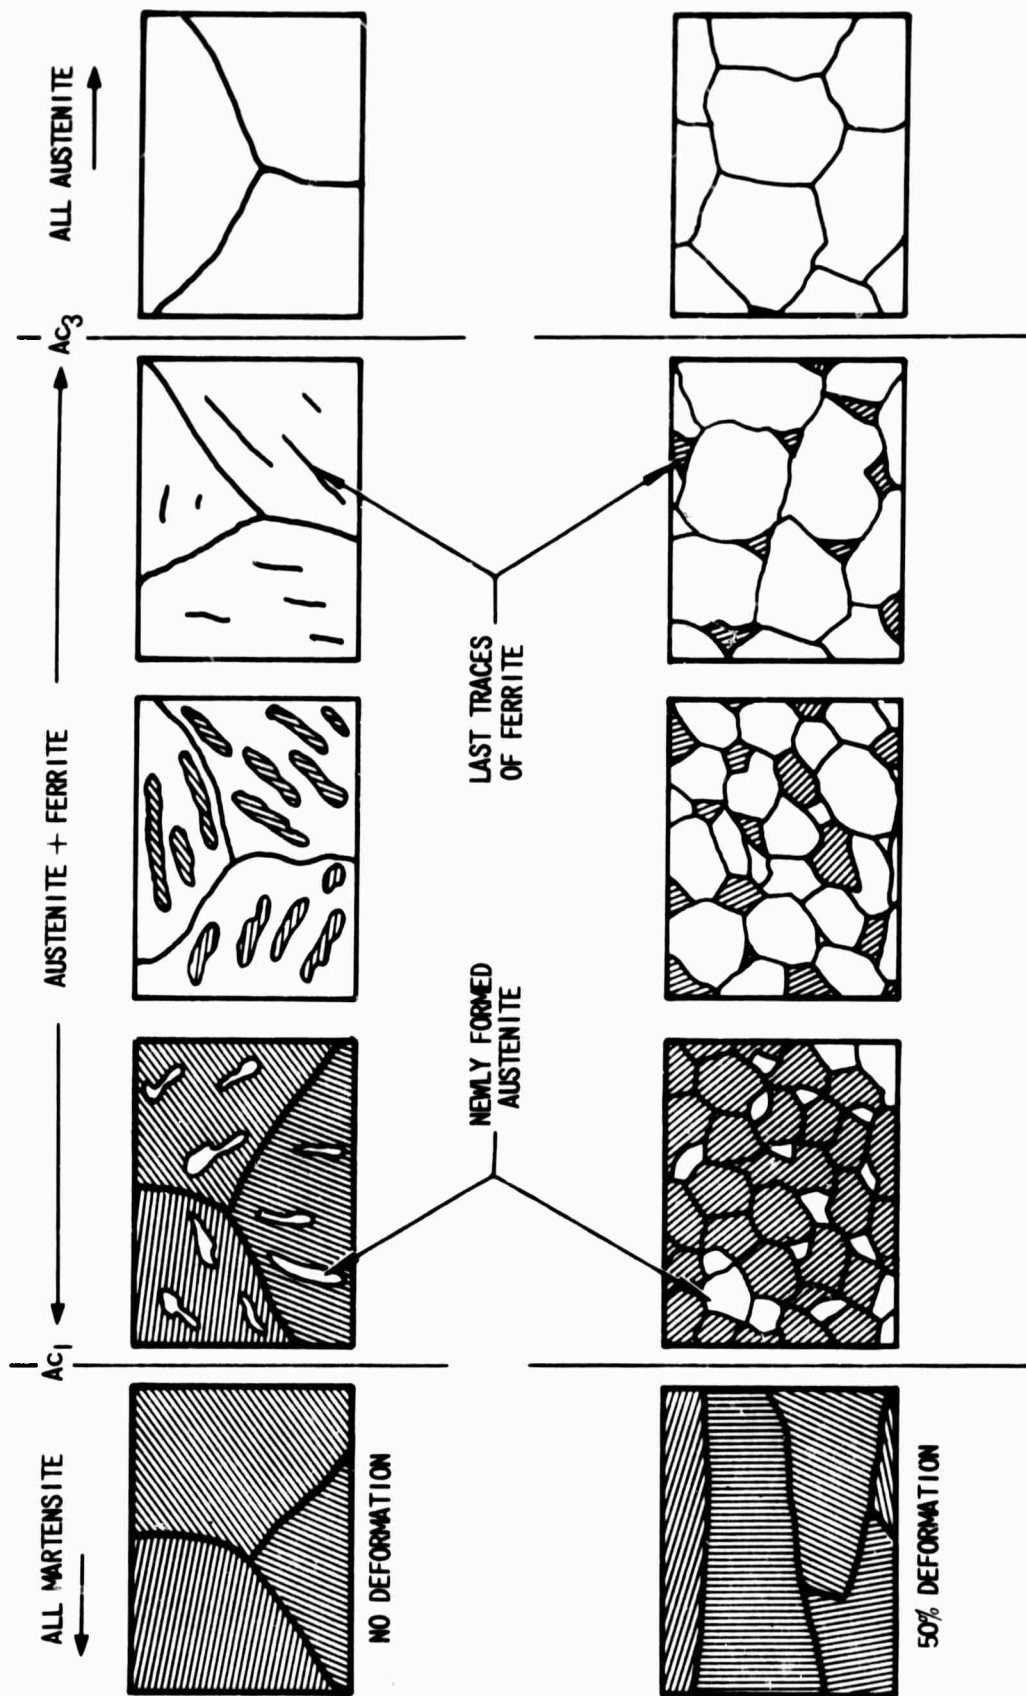 ALL MARTENSITE
Ac1
AUSTENITE + FERRITE
Ac3
ALL AUSTENITE
NO DEFORMATION
NEWLY FORMED
AUSTENITE
LAST TRACES
OF FERRITE
50% DEFORMATION